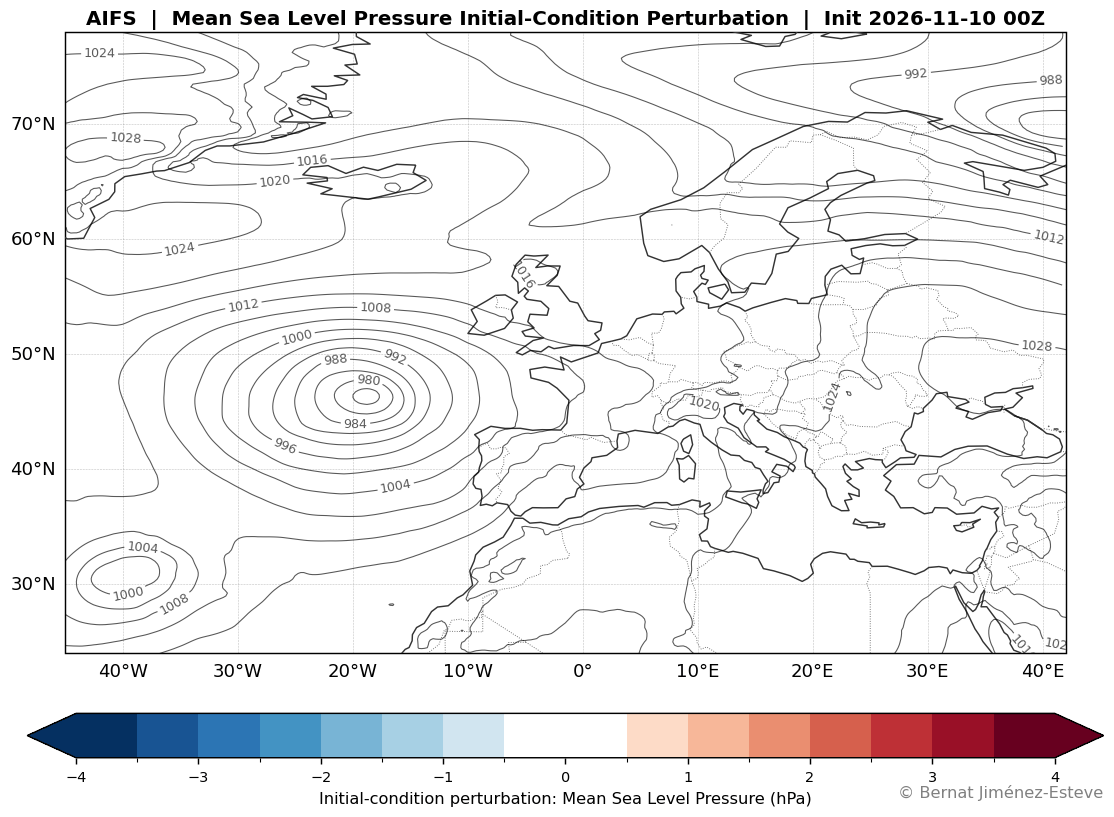 AIFS | Mean Sea Level Pressure Initial-Condition Perturbation | Init 2026-11-10 00Z
1024
992
988
70°N
1028
1016
1020
60°N
1024
1012
1016
1012
1008
1000
50°N
988
992
1028
980
1024
1020
984
996
40°N
1004
1004
30°N
1000
1008
101
102
40°W 30°W 20°W 10°W 0° 10°E 20°E 30°E 40°E
−4 −3 −2 −1 0 1 2 3 4
Initial-condition perturbation: Mean Sea Level Pressure (hPa)
© Bernat Jiménez-Esteve